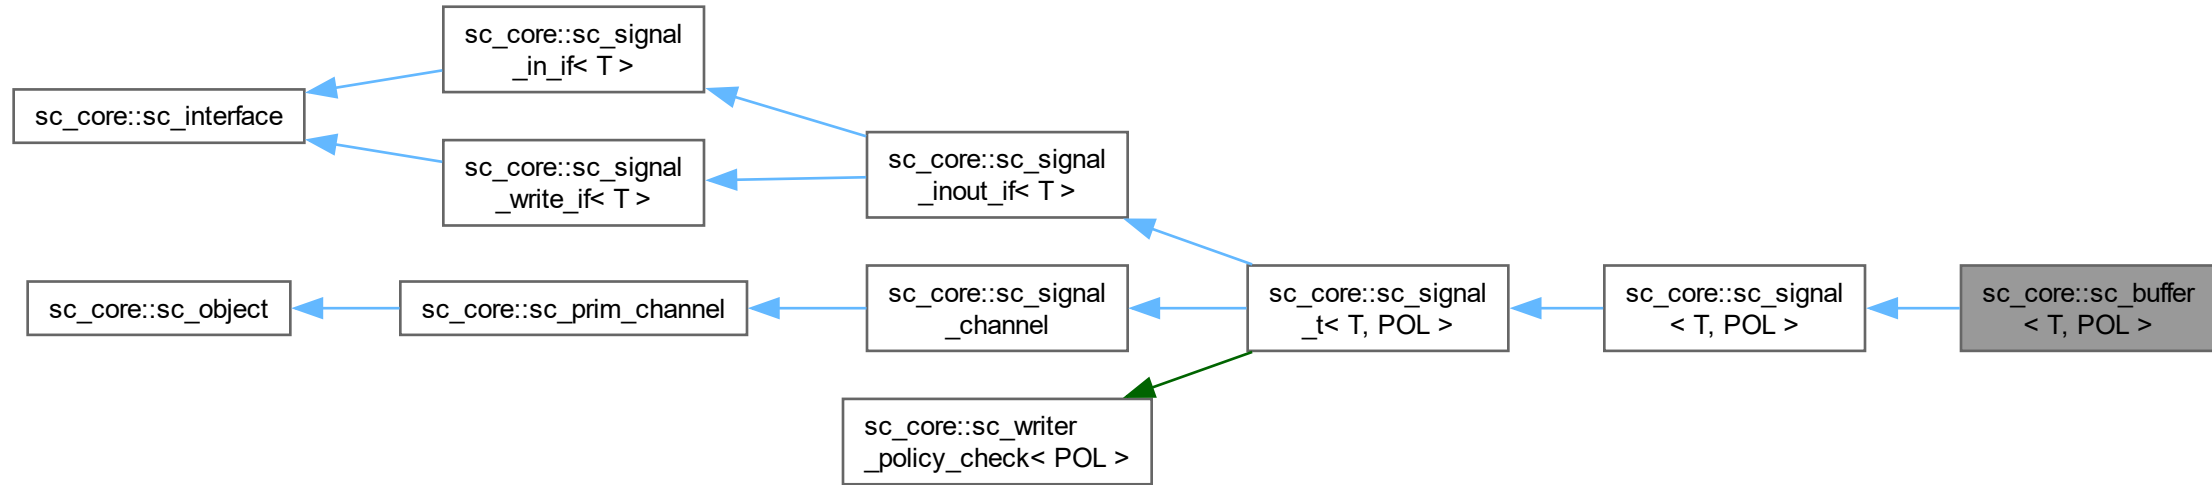 sc_core::sc_signal
_in_if< T >
sc_core::sc_interface
sc_core::sc_signal
_write_if< T >
sc_core::sc_signal
_inout_if< T >
sc_core::sc_object
sc_core::sc_prim_channel
sc_core::sc_signal
_channel
sc_core::sc_signal
_t< T, POL >
sc_core::sc_signal
< T, POL >
sc_core::sc_buffer
< T, POL >
sc_core::sc_writer
_policy_check< POL >